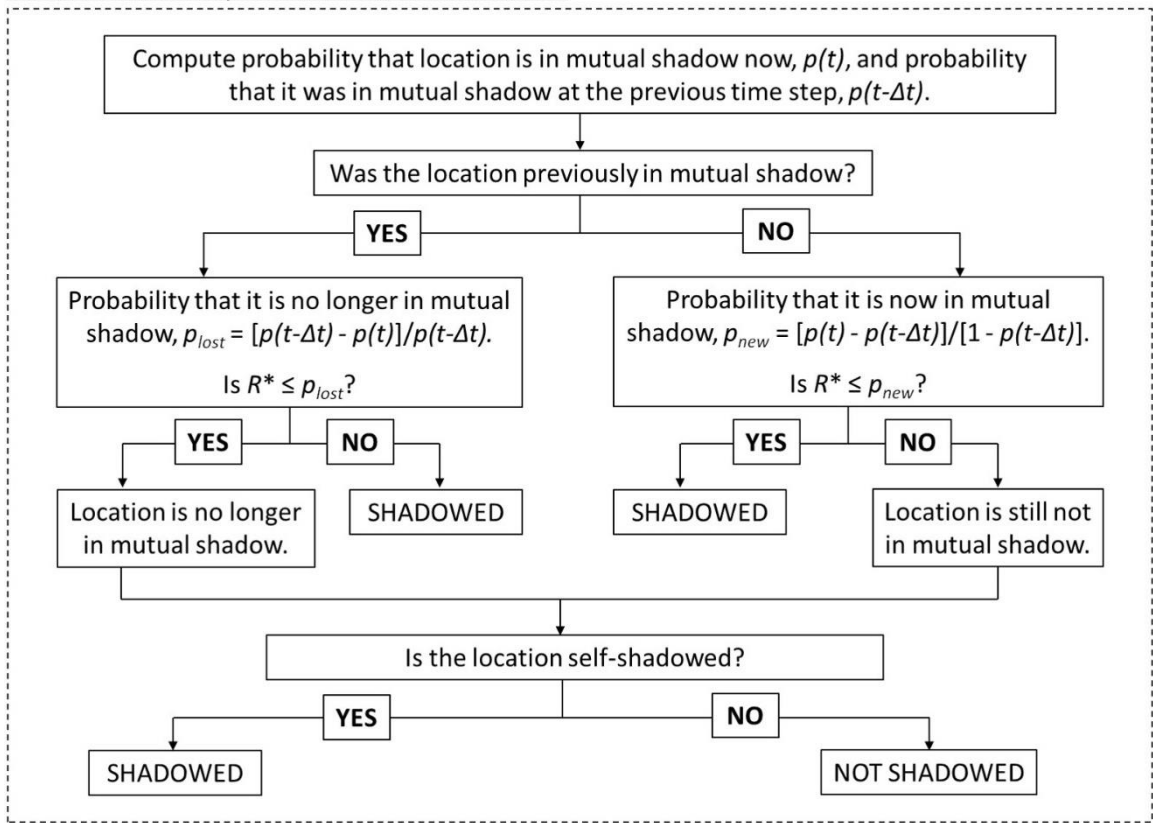 Compute probability that location is in mutual shadow now, p(t), and probability
that it was in mutual shadow at the previous time step, p(t-Δt).
Was the location previously in mutual shadow?
YES
NO
Probability that it is no longer in mutual
shadow, p_lost = [p(t-Δt) - p(t)]/p(t-Δt).
Is R* ≤ p_lost?
Probability that it is now in mutual
shadow, p_new = [p(t) - p(t-Δt)]/[1 - p(t-Δt)].
Is R* ≤ p_new?
YES
NO
YES
NO
Location is no longer
in mutual shadow.
SHADOWED
SHADOWED
Location is still not
in mutual shadow.
Is the location self-shadowed?
YES
NO
SHADOWED
NOT SHADOWED